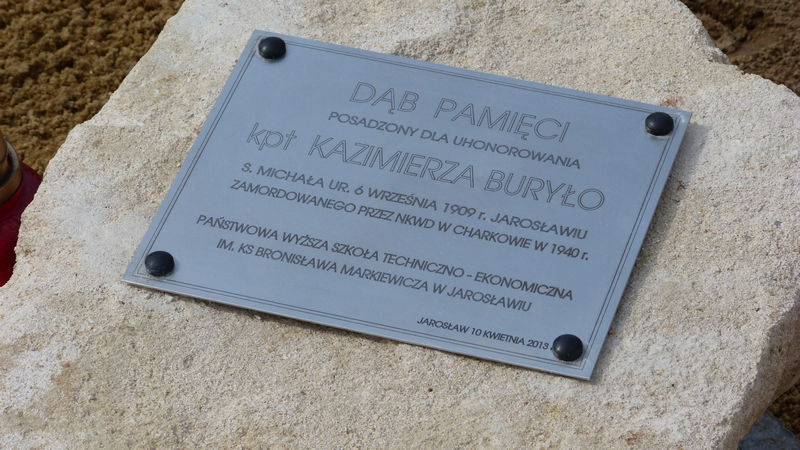 DĄB PAMIĘCI
POSADZONY DLA UHONOROWANIA
kpt KAZIMIERZA BURYŁO
S. MICHAŁA UR. 6 WRZEŚNIA 1909 r. JAROSŁAWIU
ZAMORDOWANEGO PRZEZ NKWD W CHARKOWIE W 1940 r.
PAŃSTWOWA WYŻSZA SZKOŁA TECHNICZNO - EKONOMICZNA
IM. KS BRONISŁAWA MARKIEWICZA W JAROSŁAWIU
JAROSŁAW 10 KWIETNIA 2013 r.